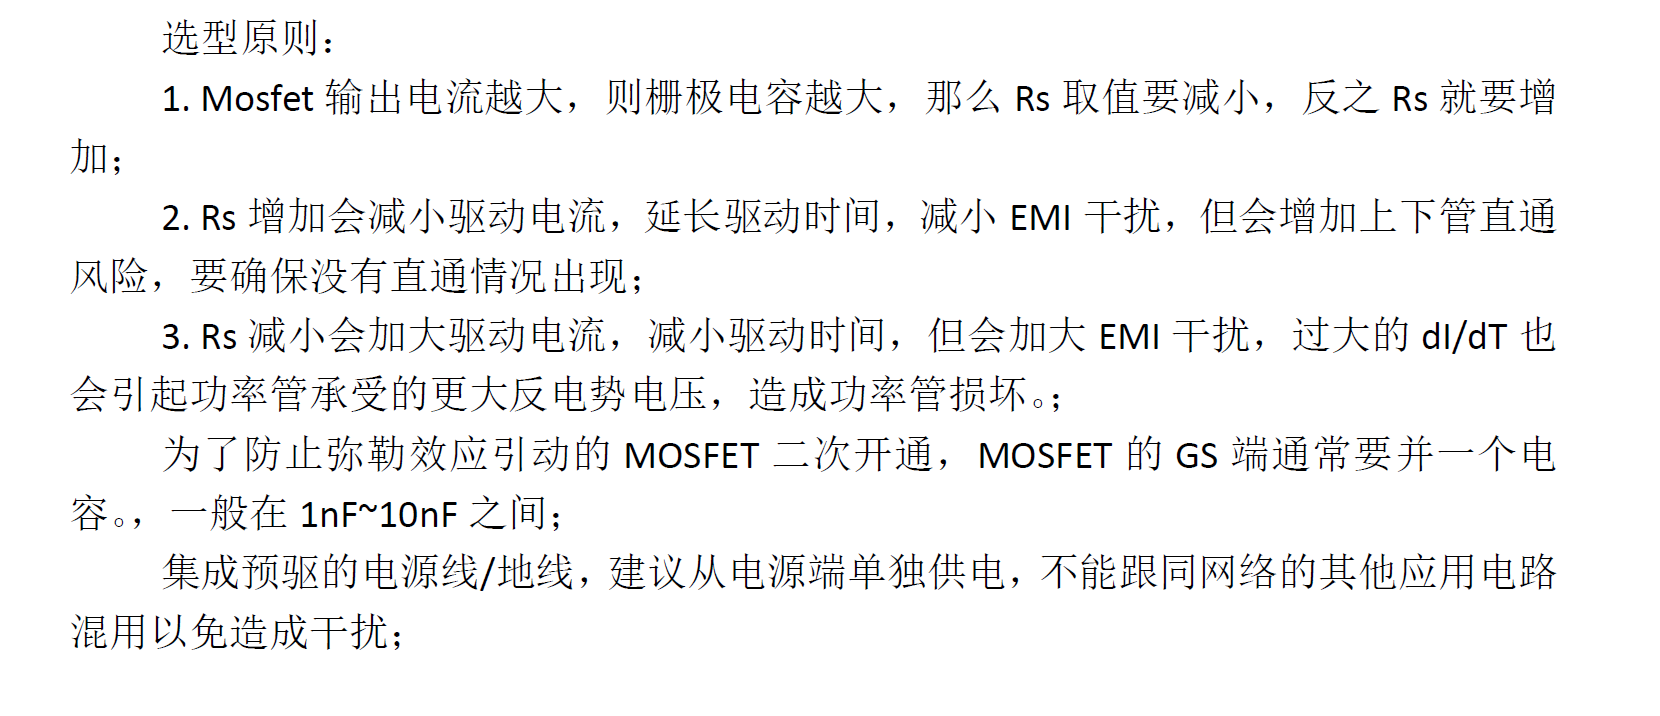 选型原则：
1. Mosfet 输出电流越大，则栅极电容越大，那么 Rs 取值要减小，反之 Rs 就要增
加；
2. Rs 增加会减小驱动电流，延长驱动时间，减小 EMI 干扰，但会增加上下管直通
风险，要确保没有直通情况出现；
3. Rs 减小会加大驱动电流，减小驱动时间，但会加大 EMI 干扰，过大的 dI/dT 也
会引起功率管承受的更大反电势电压，造成功率管损坏。；
为了防止弥勒效应引动的 MOSFET 二次开通，MOSFET 的 GS 端通常要并一个电
容。，一般在 1nF~10nF 之间；
集成预驱的电源线/地线，建议从电源端单独供电，不能跟同网络的其他应用电路
混用以免造成干扰；